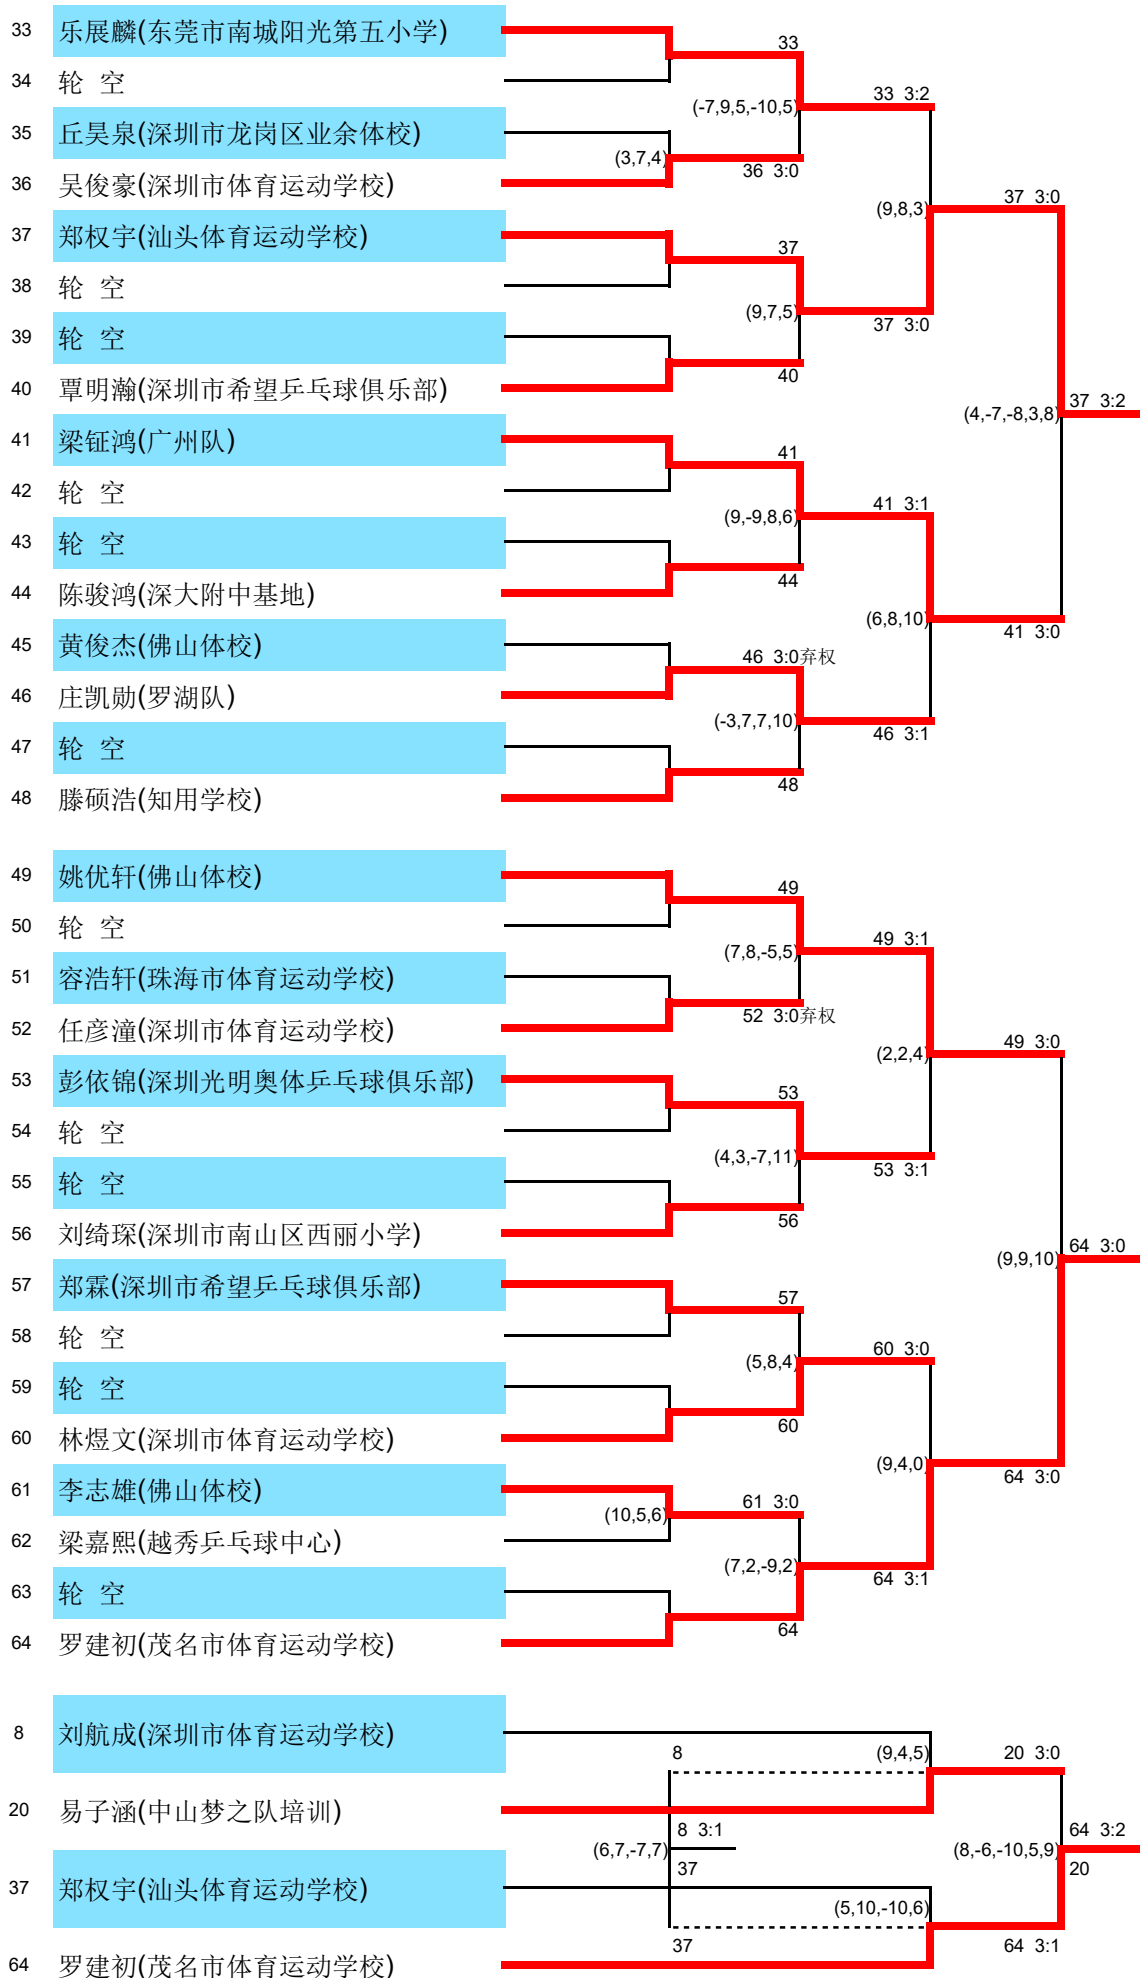 33 乐展麟(东莞市南城阳光第五小学)
33
34 轮 空
(-7,9,5,-10,5)
33 3:2
35 丘昊泉(深圳市龙岗区业余体校)
(3,7,4)
36 3:0
36 吴俊豪(深圳市体育运动学校)
(9,8,3)
37 3:0
37 郑权宇(汕头体育运动学校)
37
38 轮 空
(9,7,5)
37 3:0
39 轮 空
40
40 覃明瀚(深圳市希望乒乓球俱乐部)
(4,-7,-8,3,8)
37 3:2
41 梁钲鸿(广州队)
41
42 轮 空
(9,-9,8,6)
41 3:1
43 轮 空
44
44 陈骏鸿(深大附中基地)
(6,8,10)
41 3:0
45 黄俊杰(佛山体校)
46 3:0弃权
46 庄凯勋(罗湖队)
(-3,7,7,10)
46 3:1
47 轮 空
48
48 滕硕浩(知用学校)
49 姚优轩(佛山体校)
49
50 轮 空
(7,8,-5,5)
49 3:1
51 容浩轩(珠海市体育运动学校)
52 3:0弃权
52 任彦潼(深圳市体育运动学校)
(2,2,4)
49 3:0
53 彭依锦(深圳光明奥体乒乓球俱乐部)
53
54 轮 空
(4,3,-7,11)
53 3:1
55 轮 空
56
56 刘绮琛(深圳市南山区西丽小学)
(9,9,10)
64 3:0
57 郑霖(深圳市希望乒乓球俱乐部)
57
58 轮 空
(5,8,4)
60 3:0
59 轮 空
60
60 林煜文(深圳市体育运动学校)
(9,4,0)
64 3:0
61 李志雄(佛山体校)
(10,5,6)
61 3:0
62 梁嘉熙(越秀乒乓球中心)
(7,2,-9,2)
64 3:1
63 轮 空
64
64 罗建初(茂名市体育运动学校)
8 刘航成(深圳市体育运动学校)
8
(9,4,5)
20 3:0
20 易子涵(中山梦之队培训)
8 3:1
64 3:2
(6,7,-7,7)
(8,-6,-10,5,9)
37
20
37 郑权宇(汕头体育运动学校)
(5,10,-10,6)
37
64 3:1
64 罗建初(茂名市体育运动学校)